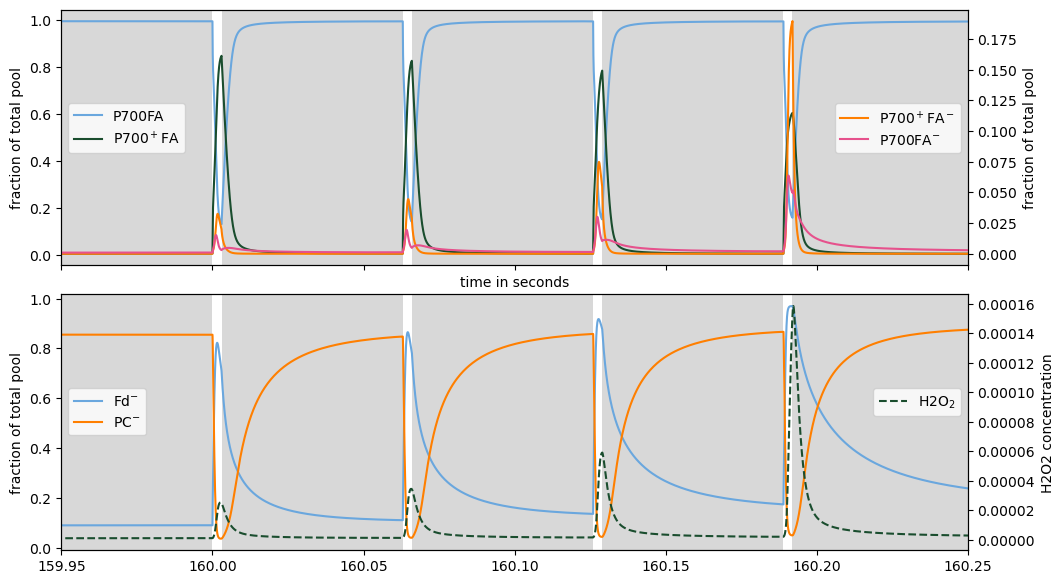 1.0
0.8
0.6
0.4
0.2
0.0
fraction of total pool
P700FA
P700⁺FA
P700⁺FA⁻
P700FA⁻
0.175
0.150
0.125
0.100
0.075
0.050
0.025
0.000
fraction of total pool
time in seconds
1.0
0.8
0.6
0.4
0.2
0.0
fraction of total pool
Fd⁻
PC⁻
H2O₂
0.00016
0.00014
0.00012
0.00010
0.00008
0.00006
0.00004
0.00002
0.00000
H2O2 concentration
159.95 160.00 160.05 160.10 160.15 160.20 160.25